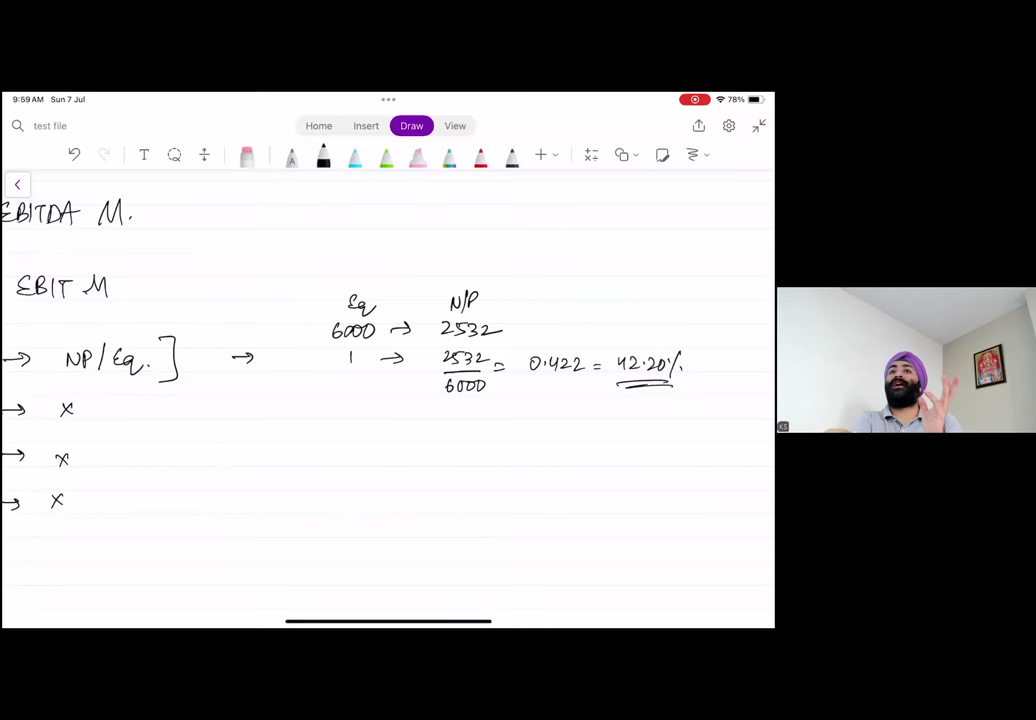 9:59 AM Sun 7 Jul
78%
test file
Home Insert Draw View
T
A
EBITDA M.
EBIT M
Eq N/P
6000 → 2532
→ NP/Eq. ] → 1 → 2532/6000 = 0.422 = 42.20%
→ x
→ x
→ x
KS